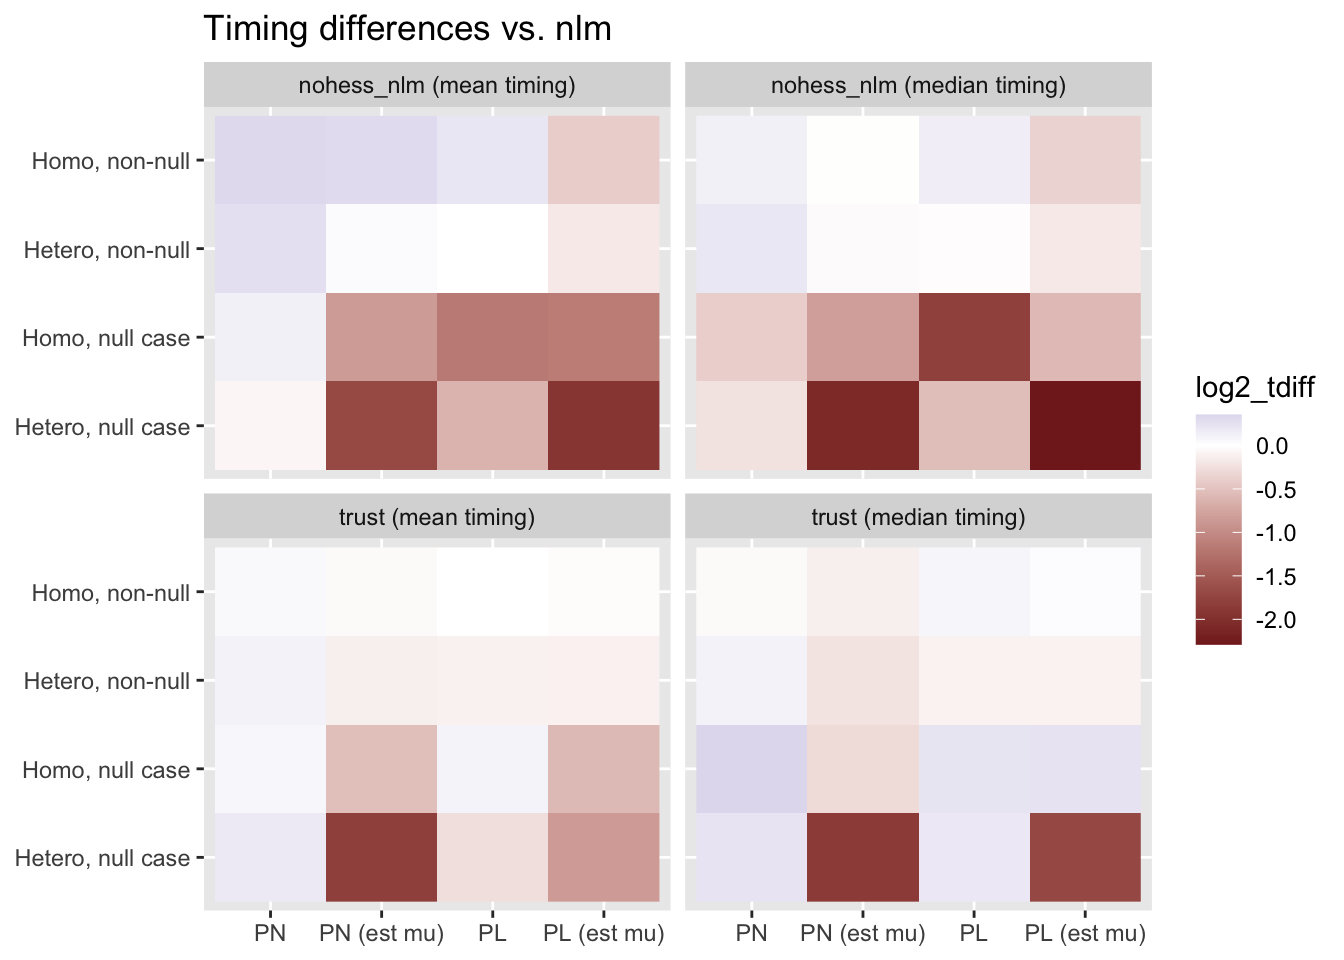 Timing differences vs. nlm
nohess_nlm (mean timing)
nohess_nlm (median timing)
Homo, non-null
Hetero, non-null
Homo, null case
Hetero, null case
trust (mean timing)
trust (median timing)
Homo, non-null
Hetero, non-null
Homo, null case
Hetero, null case
PN PN (est mu) PL PL (est mu)
PN PN (est mu) PL PL (est mu)
log2_tdiff
0.0
-0.5
-1.0
-1.5
-2.0